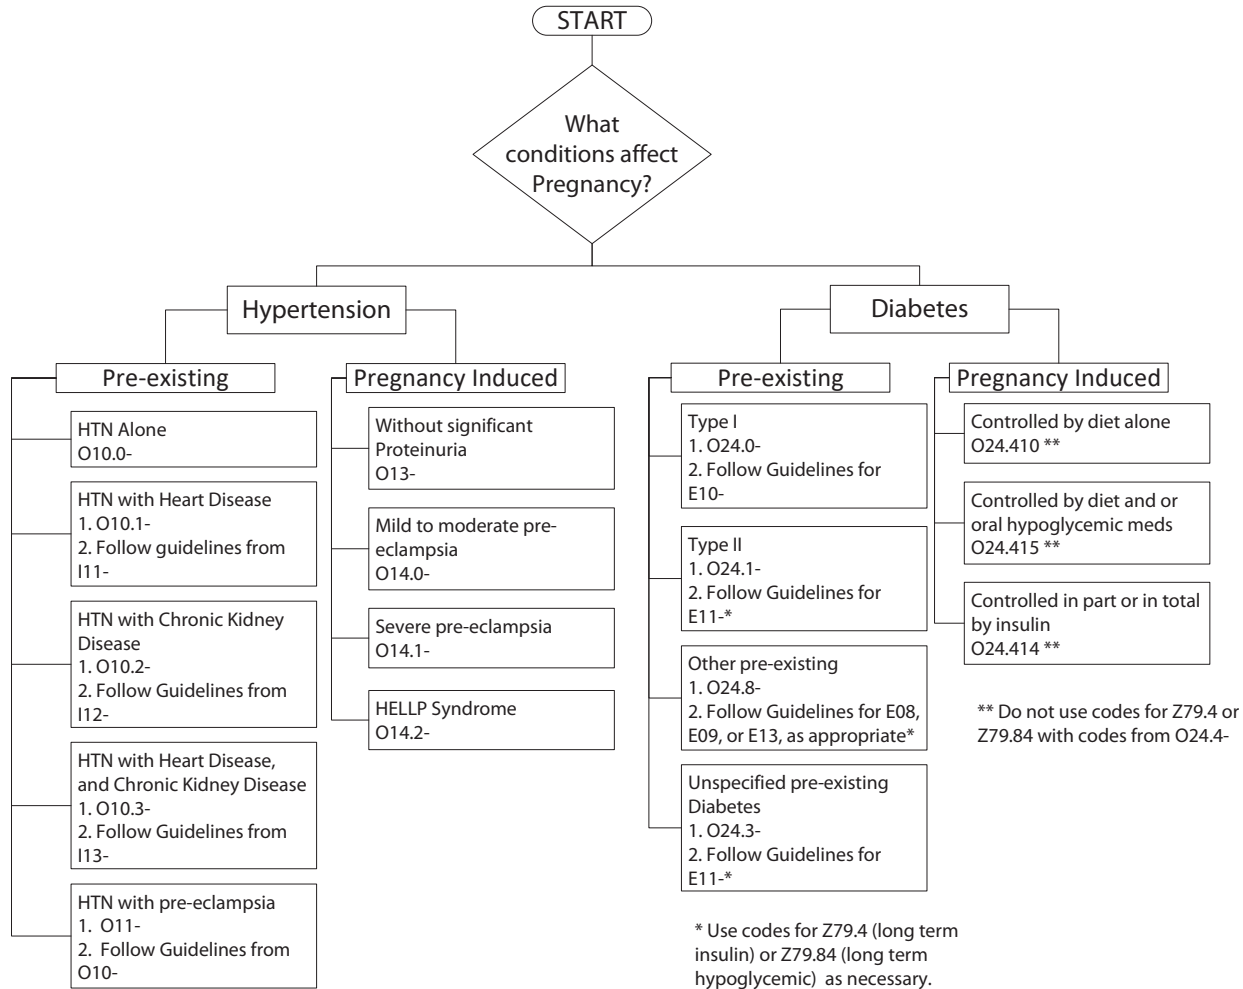 START
What
conditions affect
Pregnancy?
Hypertension
Diabetes
Pre-existing
HTN Alone
O10.0-
HTN with Heart Disease
1. O10.1-
2. Follow guidelines from
I11-
HTN with Chronic Kidney
Disease
1. O10.2-
2. Follow Guidelines from
I12-
HTN with Heart Disease,
and Chronic Kidney Disease
1. O10.3-
2. Follow Guidelines from
I13-
HTN with pre-eclampsia
1. O11-
2. Follow Guidelines from
O10-
Pregnancy Induced
Without significant
Proteinuria
O13-
Mild to moderate pre-
eclampsia
O14.0-
Severe pre-eclampsia
O14.1-
HELLP Syndrome
O14.2-
Pre-existing
Type I
1. O24.0-
2. Follow Guidelines for
E10-
Type II
1. O24.1-
2. Follow Guidelines for
E11-*
Other pre-existing
1. O24.8-
2. Follow Guidelines for E08,
E09, or E13, as appropriate*
Unspecified pre-existing
Diabetes
1. O24.3-
2. Follow Guidelines for
E11-*
* Use codes for Z79.4 (long term
insulin) or Z79.84 (long term
hypoglycemic) as necessary.
Pregnancy Induced
Controlled by diet alone
O24.410 **
Controlled by diet and or
oral hypoglycemic meds
O24.415 **
Controlled in part or in total
by insulin
O24.414 **
** Do not use codes for Z79.4 or
Z79.84 with codes from O24.4-